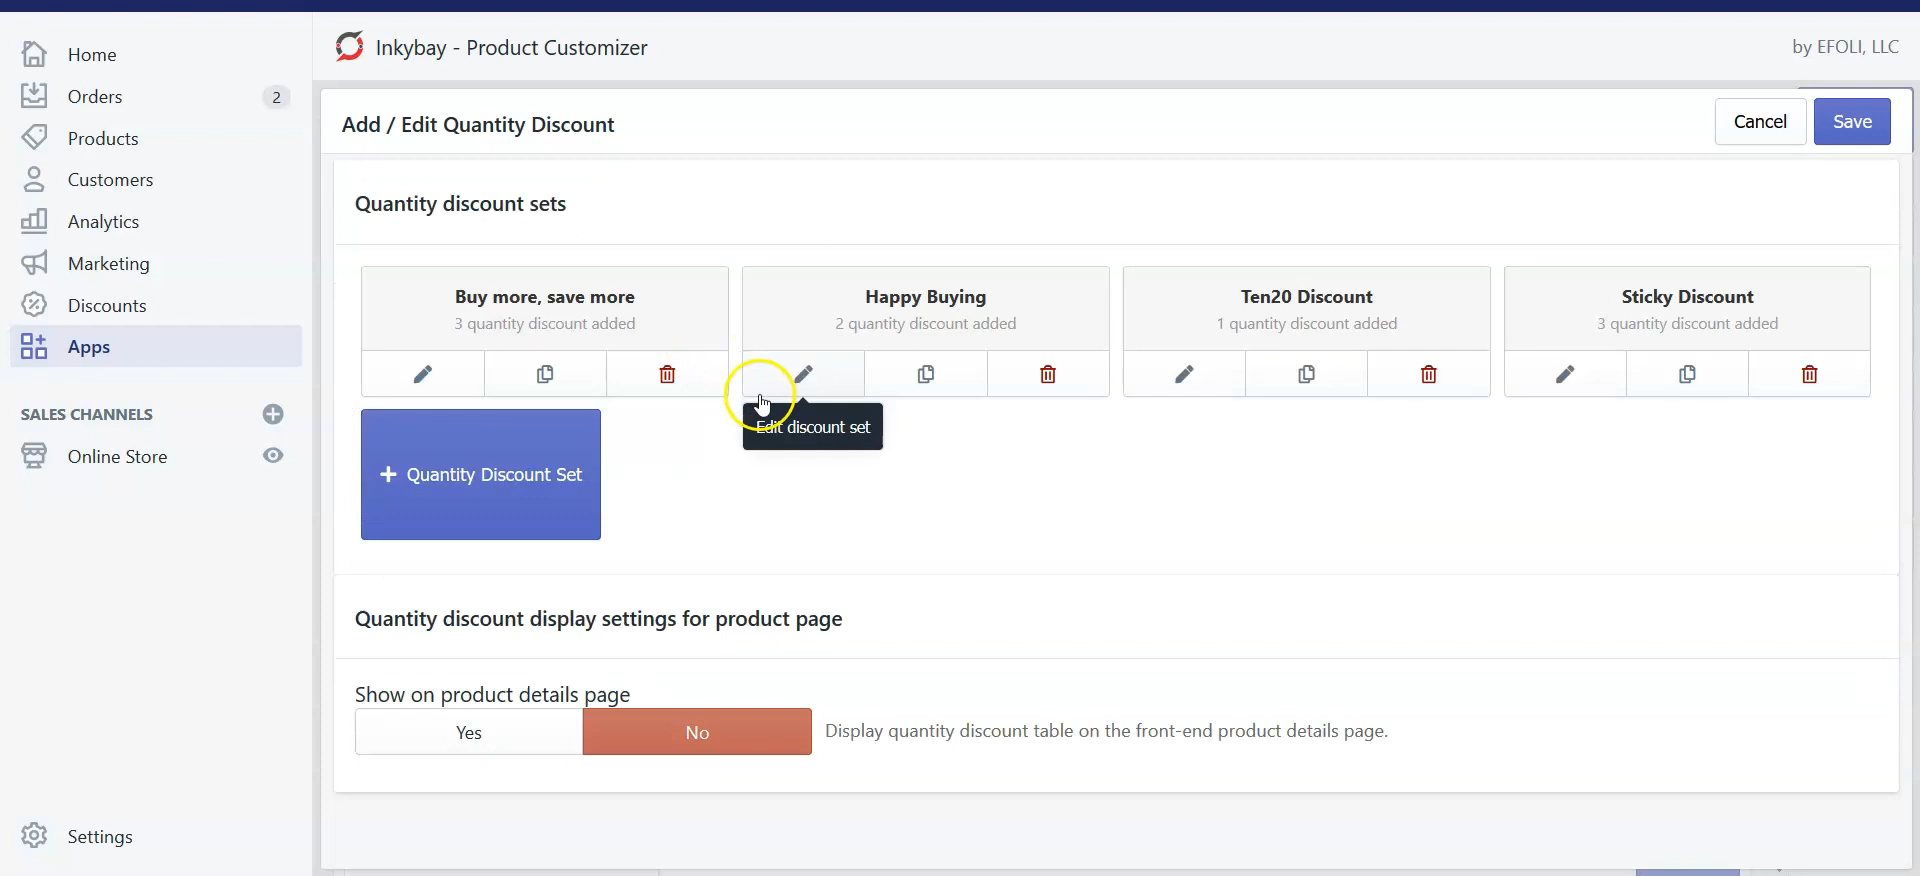 Home
Orders
2
Products
Customers
Analytics
Marketing
Discounts
Apps
SALES CHANNELS
Online Store
Settings
Inkybay - Product Customizer
by EFOLI, LLC
Add / Edit Quantity Discount
Cancel
Save
Quantity discount sets
Buy more, save more
3 quantity discount added
Happy Buying
2 quantity discount added
Ten20 Discount
1 quantity discount added
Sticky Discount
3 quantity discount added
Edit discount set
+ Quantity Discount Set
Quantity discount display settings for product page
Show on product details page
Yes
No
Display quantity discount table on the front-end product details page.